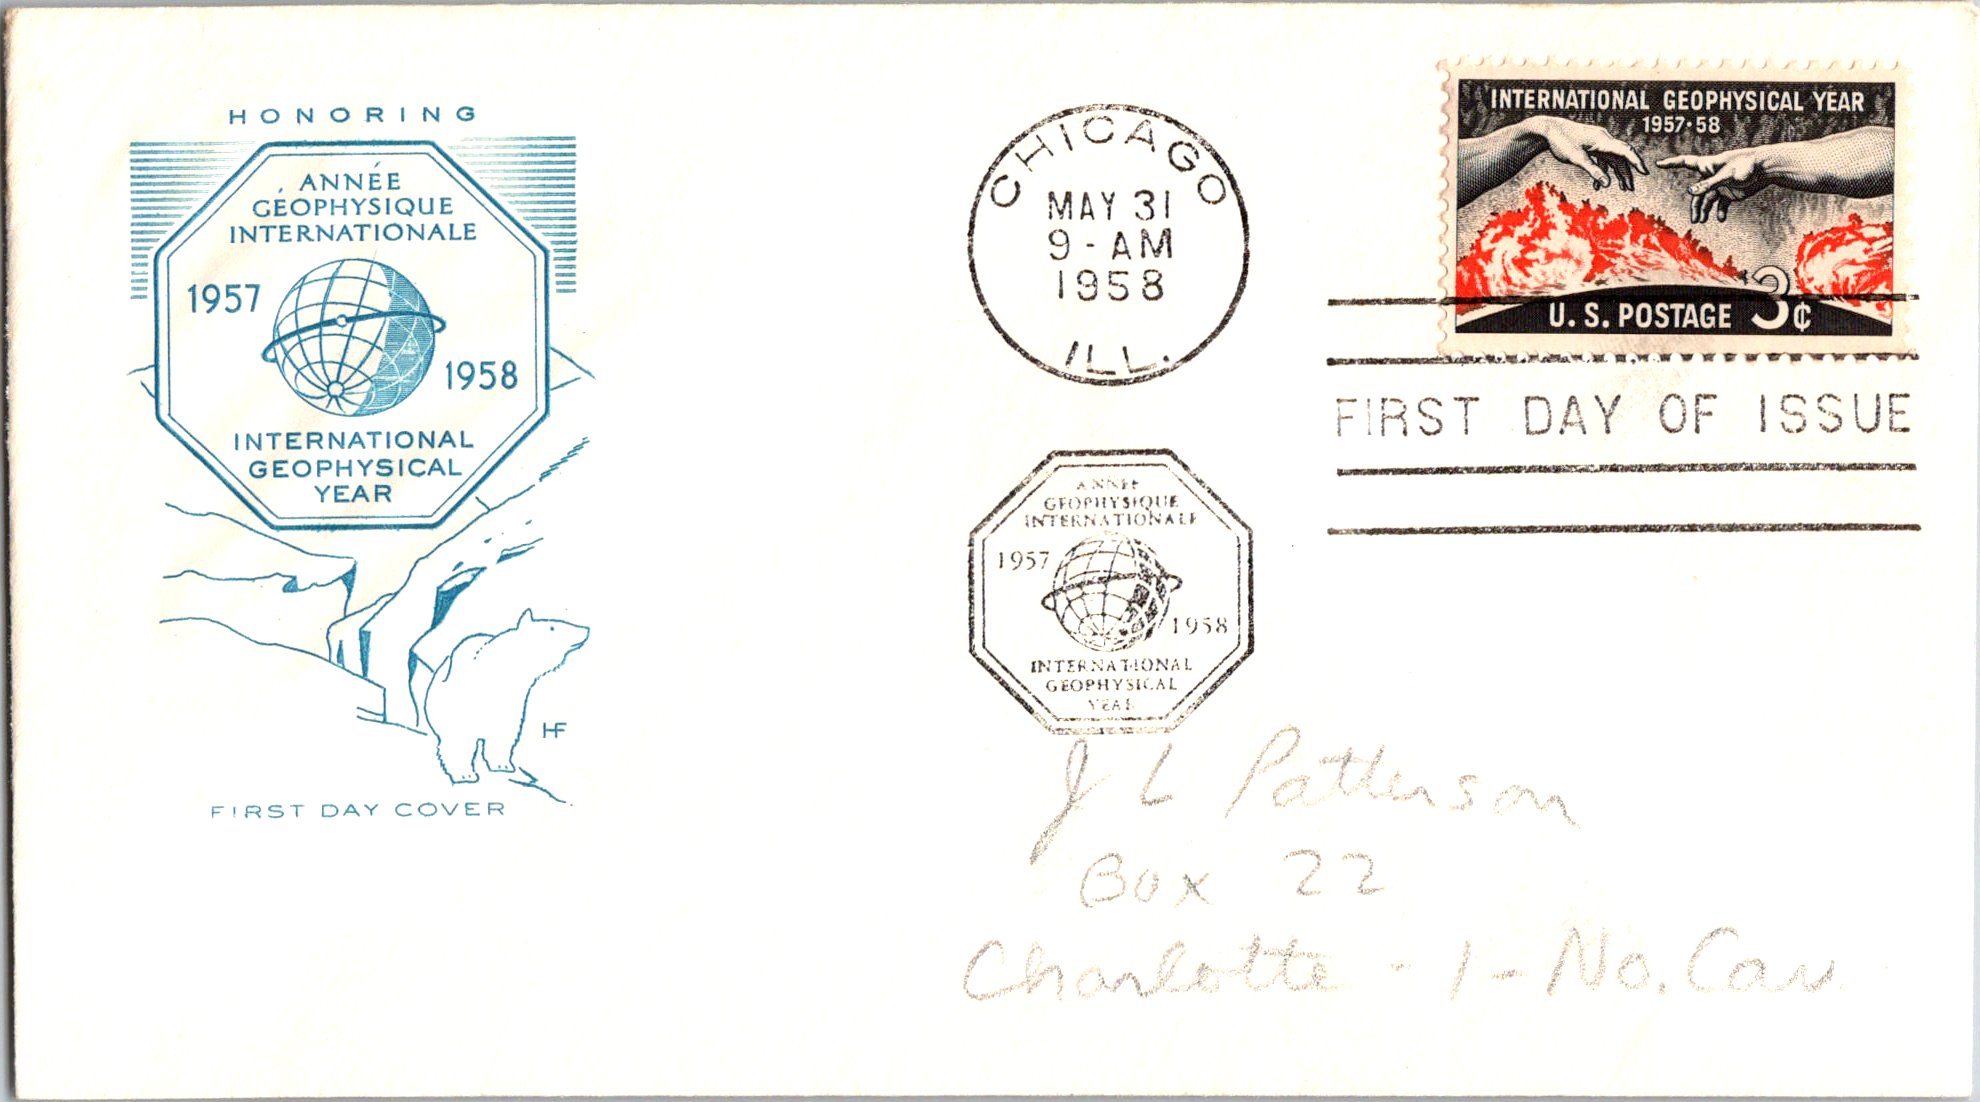 HONORING
ANNÉE
GÉOPHYSIQUE
INTERNATIONALE
1957
1958
INTERNATIONAL
GEOPHYSICAL
YEAR
HF
FIRST DAY COVER
CHICAGO
MAY 31
9-AM
1958
ILL.
INTERNATIONAL GEOPHYSICAL YEAR
1957·58
U.S. POSTAGE 3¢
FIRST DAY OF ISSUE
ANNÉE
GÉOPHYSIQUE
INTERNATIONALE
1957
1958
INTERNATIONAL
GEOPHYSICAL
YEAR
J L Patterson
Box 22
Charlotte - 1 - No. Car.